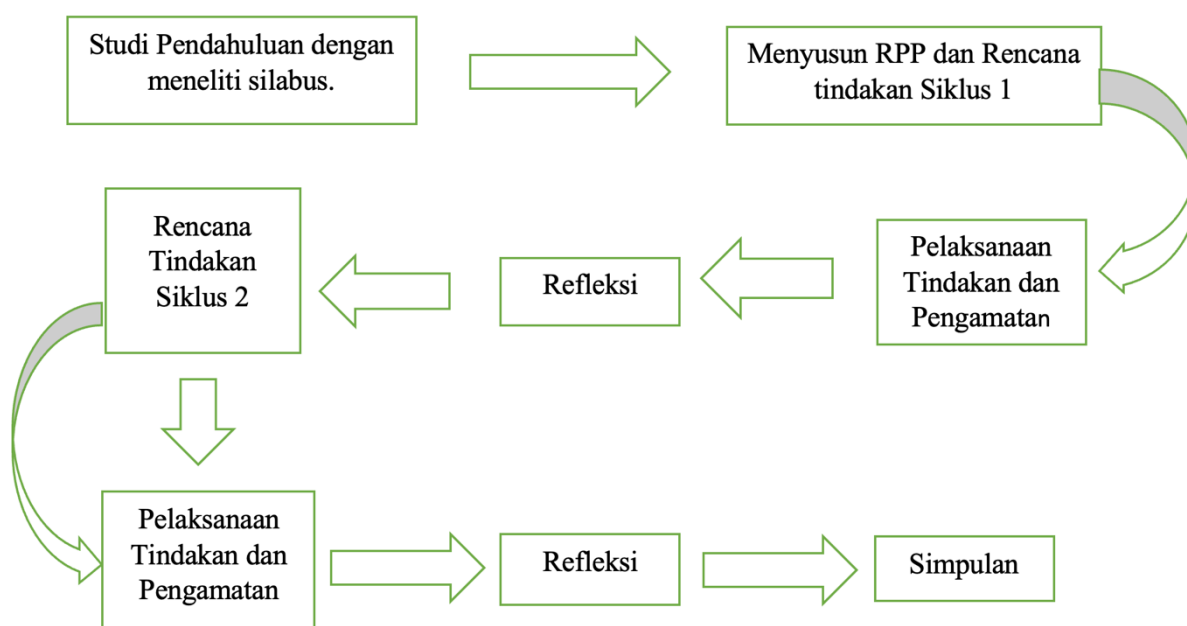 Studi Pendahuluan dengan
meneliti silabus.
Menyusun RPP dan Rencana
tindakan Siklus 1
Pelaksanaan
Tindakan dan
Pengamatan
Refleksi
Rencana
Tindakan
Siklus 2
Pelaksanaan
Tindakan dan
Pengamatan
Refleksi
Simpulan